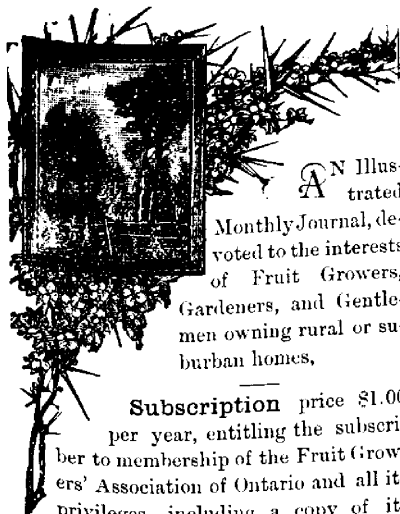 AN Illus-
trated
Monthly Journal, de-
voted to the interests
of Fruit Growers,
Gardeners, and Gentle-
men owning rural or su-
burban homes,
Subscription price $1.00
per year, entitling the subscri
ber to membership of the Fruit Grow
ers' Association of Ontario and all it
privileges, including a copy of it